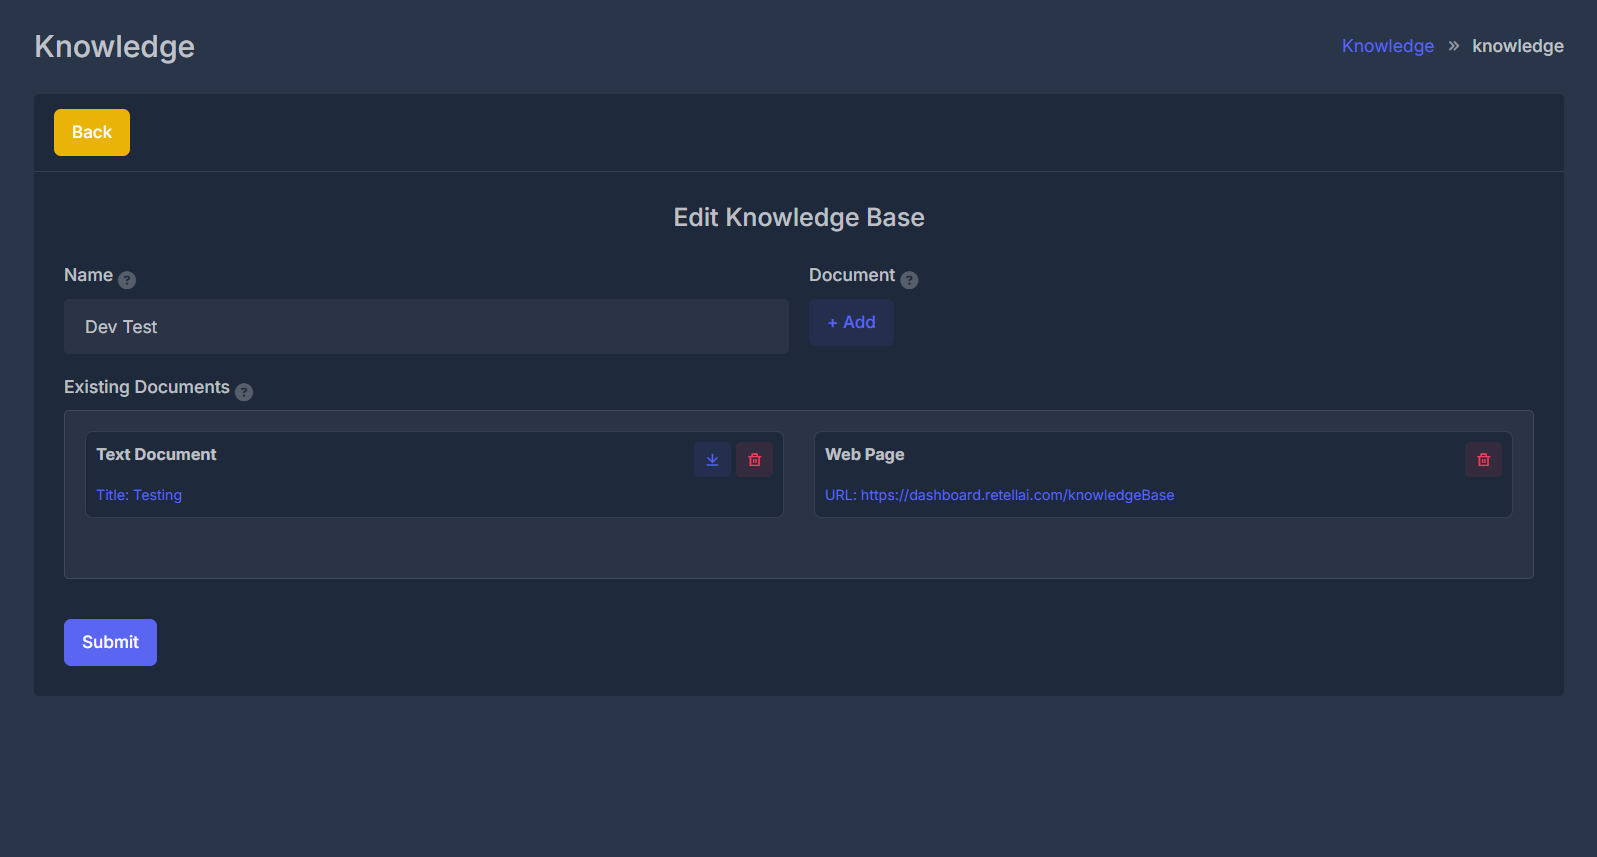 Knowledge
Knowledge » knowledge
Back
Edit Knowledge Base
Name ?
Document ?
Dev Test
+ Add
Existing Documents ?
Text Document
Title: Testing
Web Page
URL: https://dashboard.retellai.com/knowledgeBase
Submit